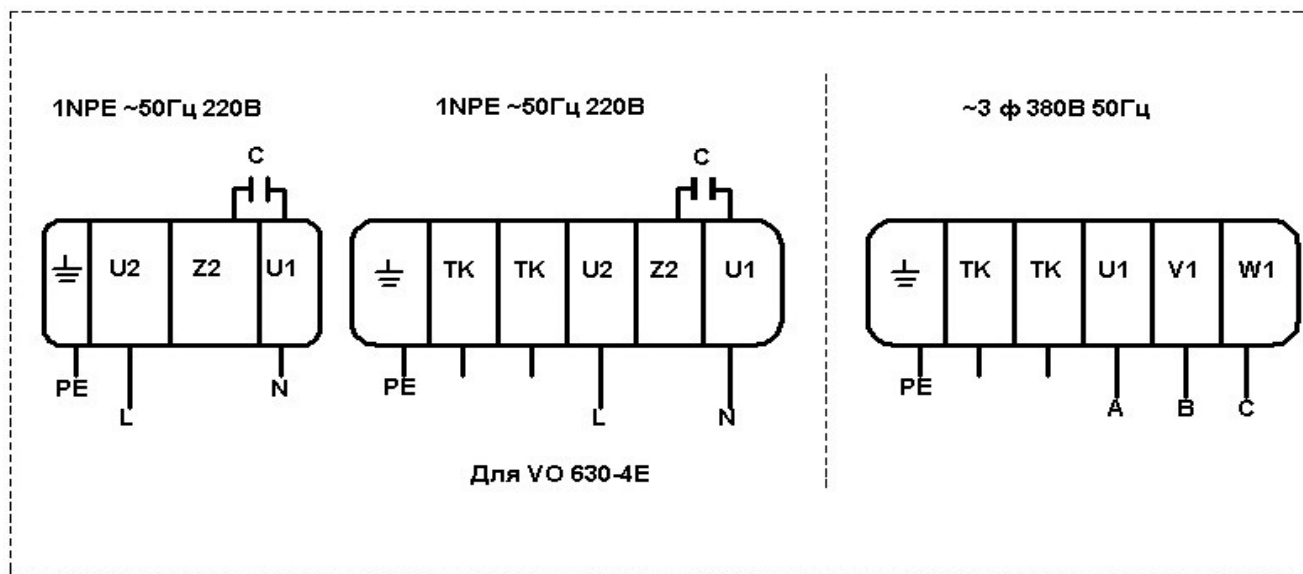 1NPE ~50Гц 220В
C
U2 Z2 U1
PE
L
N
1NPE ~50Гц 220В
C
TK TK U2 Z2 U1
PE
L
N
Для VO 630-4E
~3 ф 380В 50Гц
TK TK U1 V1 W1
PE
A B C